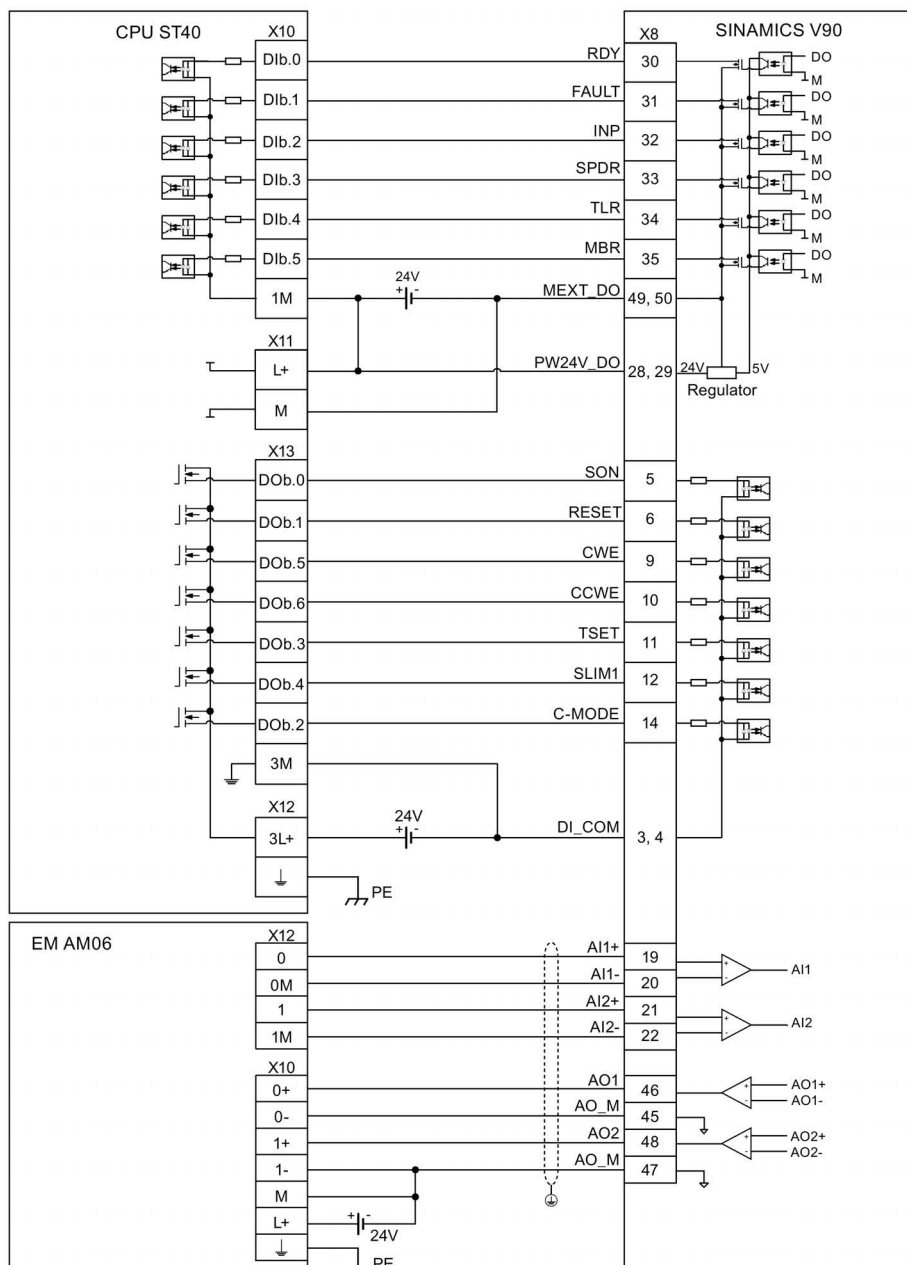 CPU ST40 X10 X8 SINAMICS V90
DIb.0 RDY 30 DO
M
DIb.1 FAULT 31 DO
M
DIb.2 INP 32 DO
M
DIb.3 SPDR 33 DO
M
DIb.4 TLR 34 DO
M
DIb.5 MBR 35 DO
M
24V
+ -
1M MEXT_DO 49, 50
X11
L+ PW24V_DO 28, 29 24V 5V
Regulator
M
X13
DOb.0 SON 5
DOb.1 RESET 6
DOb.5 CWE 9
DOb.6 CCWE 10
DOb.3 TSET 11
DOb.4 SLIM1 12
DOb.2 C-MODE 14
3M
X12
24V
+ -
3L+ DI_COM 3, 4
PE
EM AM06 X12
0 AI1+ 19 +
AI1
0M AI1- 20 -
1 AI2+ 21 +
AI2
1M AI2- 22 -
X10
0+ AO1 46 + AO1+
- AO1-
0- AO_M 45
1+ AO2 48 + AO2+
- AO2-
1- AO_M 47
M
L+ + -
24V
PE